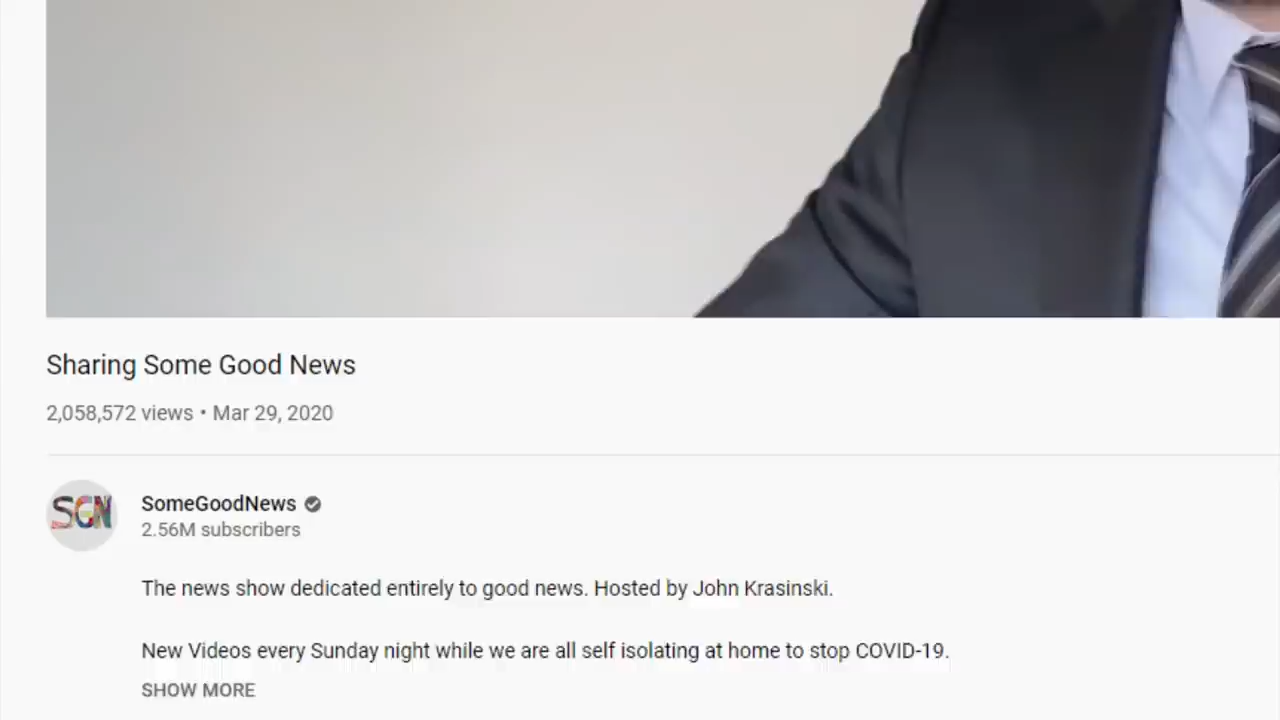 Sharing Some Good News
2,058,572 views • Mar 29, 2020
SGN
SomeGoodNews
2.56M subscribers
The news show dedicated entirely to good news. Hosted by John Krasinski.
New Videos every Sunday night while we are all self isolating at home to stop COVID-19.
SHOW MORE